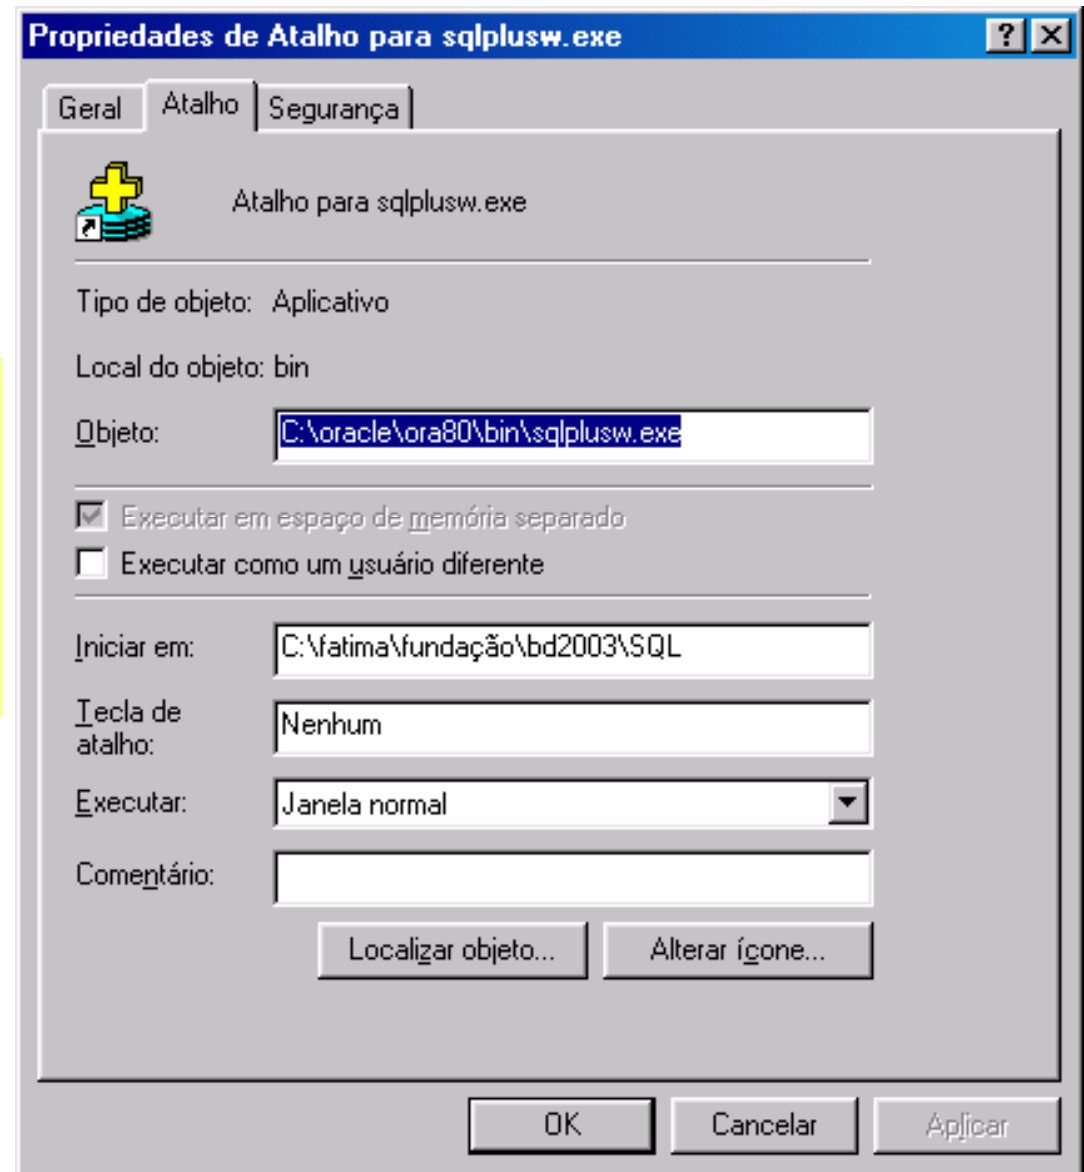 Propriedades de Atalho para sqlplusw.exe
Geral Atalho Segurança
Atalho para sqlplusw.exe
Tipo de objeto: Aplicativo
Local do objeto: bin
Objeto: C:\oracle\ora80\bin\sqlplusw.exe
Executar em espaço de memória separado
Executar como um usuário diferente
Iniciar em: C:\fatima\fundação\bd2003\SQL
Tecla de
atalho: Nenhum
Executar: Janela normal
Comentário:
Localizar objeto... Alterar ícone...
OK Cancelar Aplicar